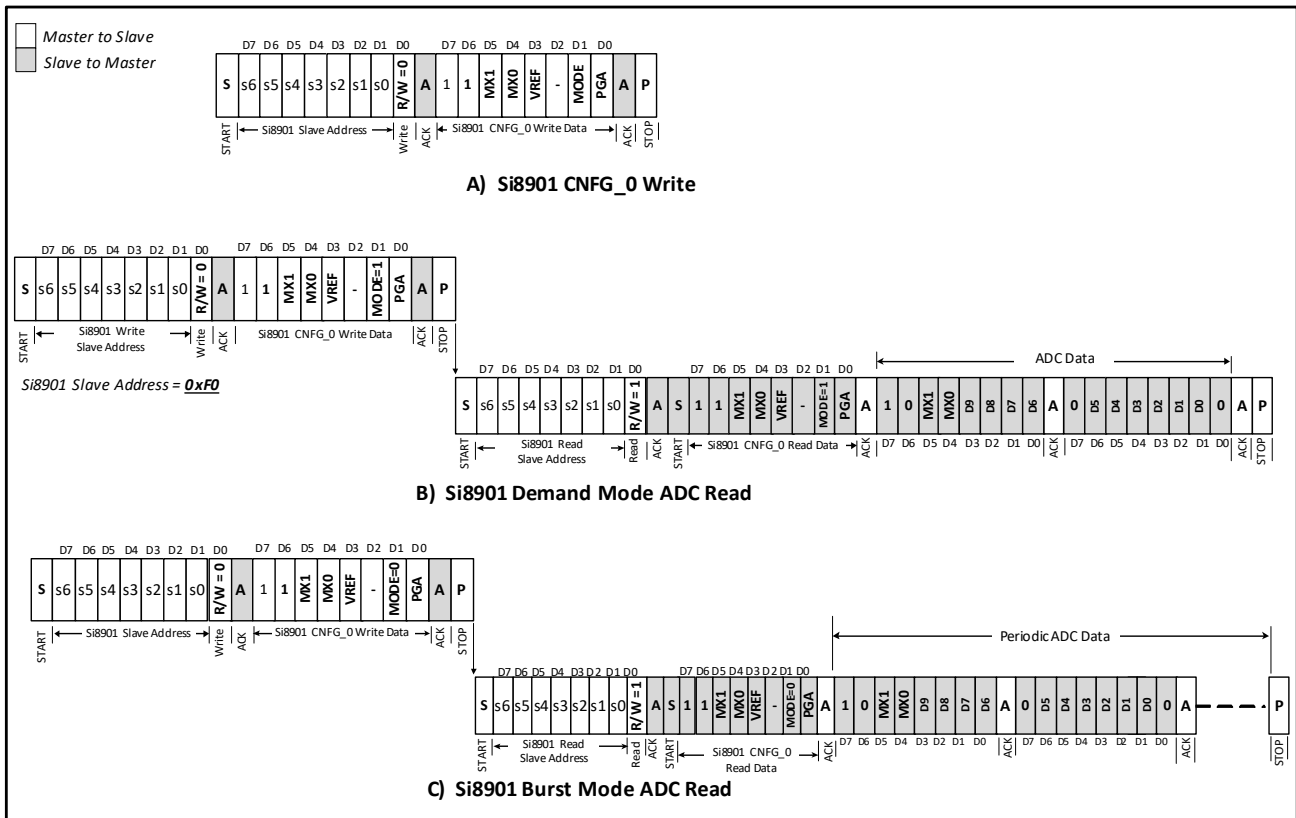 Master to Slave
Slave to Master
D7 D6 D5 D4 D3 D2 D1 D0 D7 D6 D5 D4 D3 D2 D1 D0
S s6 s5 s4 s3 s2 s1 s0 R/W = 0 A 1 1 MX1 MX0 VREF - MODE PGA A P
START Si8901 Slave Address Write ACK Si8901 CNFG_0 Write Data ACK STOP
A) Si8901 CNFG_0 Write
D7 D6 D5 D4 D3 D2 D1 D0 D7 D6 D5 D4 D3 D2 D1 D0
S s6 s5 s4 s3 s2 s1 s0 R/W = 0 A 1 1 MX1 MX0 VREF - MODE=1 PGA A P
START Si8901 Write Slave Address Write ACK Si8901 CNFG_0 Write Data ACK STOP
Si8901 Slave Address = 0xF0
ADC Data
D7 D6 D5 D4 D3 D2 D1 D0 D7 D6 D5 D4 D3 D2 D1 D0
S s6 s5 s4 s3 s2 s1 s0 R/W = 1 A S 1 1 MX1 MX0 VREF - MODE=1 PGA A 1 0 MX1 MX0 D9 D8 D7 D6 A 0 D5 D4 D3 D2 D1 D0 0 A P
START Si8901 Read Slave Address Read ACK START Si8901 CNFG_0 Read Data ACK D7 D6 D5 D4 D3 D2 D1 D0 ACK D7 D6 D5 D4 D3 D2 D1 D0 ACK STOP
B) Si8901 Demand Mode ADC Read
D7 D6 D5 D4 D3 D2 D1 D0 D7 D6 D5 D4 D3 D2 D1 D0
S s6 s5 s4 s3 s2 s1 s0 R/W = 0 A 1 1 MX1 MX0 VREF - MODE=0 PGA A P
START Si8901 Slave Address Write ACK Si8901 CNFG_0 Write Data ACK STOP
Periodic ADC Data
D7 D6 D5 D4 D3 D2 D1 D0 D7 D6 D5 D4 D3 D2 D1 D0
S s6 s5 s4 s3 s2 s1 s0 R/W = 1 A S 1 1 MX1 MX0 VREF - MODE=0 PGA A 1 0 MX1 MX0 D9 D8 D7 D6 A 0 D5 D4 D3 D2 D1 D0 0 A P
START Si8901 Read Slave Address Read ACK START Si8901 CNFG_0 Read Data ACK D7 D6 D5 D4 D3 D2 D1 D0 ACK D7 D6 D5 D4 D3 D2 D1 D0 ACK STOP
C) Si8901 Burst Mode ADC Read